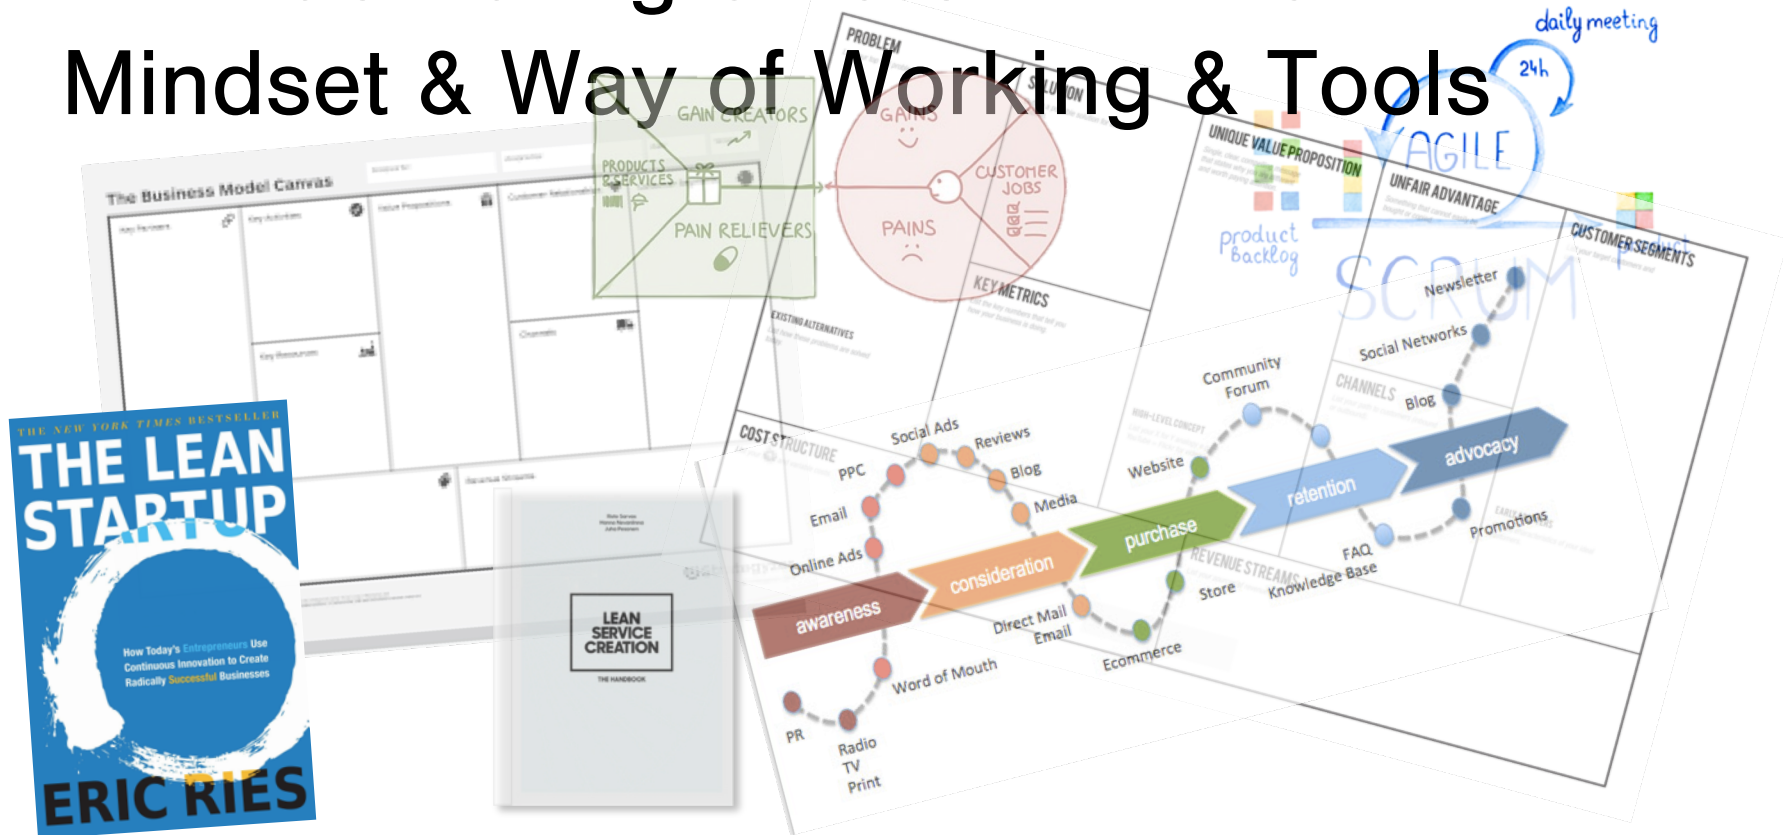 Mindset & Way of Working & Tools
daily meeting
24h
AGILE
SCRUM
product
Backlog
product
The Business Model Canvas
Key Partners
Key Activities
Value Propositions
Customer Relationships
Key Resources
Channels
Revenue Streams
GAIN CREATORS
PRODUCTS
& SERVICES
PAIN RELIEVERS
GAINS
CUSTOMER
JOBS
PAINS
PROBLEM
SOLUTION
UNIQUE VALUE PROPOSITION
UNFAIR ADVANTAGE
CUSTOMER SEGMENTS
KEY METRICS
EXISTING ALTERNATIVES
HIGH-LEVEL CONCEPT
CHANNELS
COST STRUCTURE
REVENUE STREAMS
THE NEW YORK TIMES BESTSELLER
THE LEAN
STARTUP
How Today's Entrepreneurs Use
Continuous Innovation to Create
Radically Successful Businesses
ERIC RIES
LEAN
SERVICE
CREATION
THE HANDBOOK
awareness
consideration
purchase
retention
advocacy
PR
Radio
TV
Print
Word of Mouth
Online Ads
Email
PPC
Social Ads
Reviews
Blog
Media
Direct Mail
Email
Ecommerce
Store
Website
Community
Forum
FAQ
Knowledge Base
Promotions
Blog
Social Networks
Newsletter